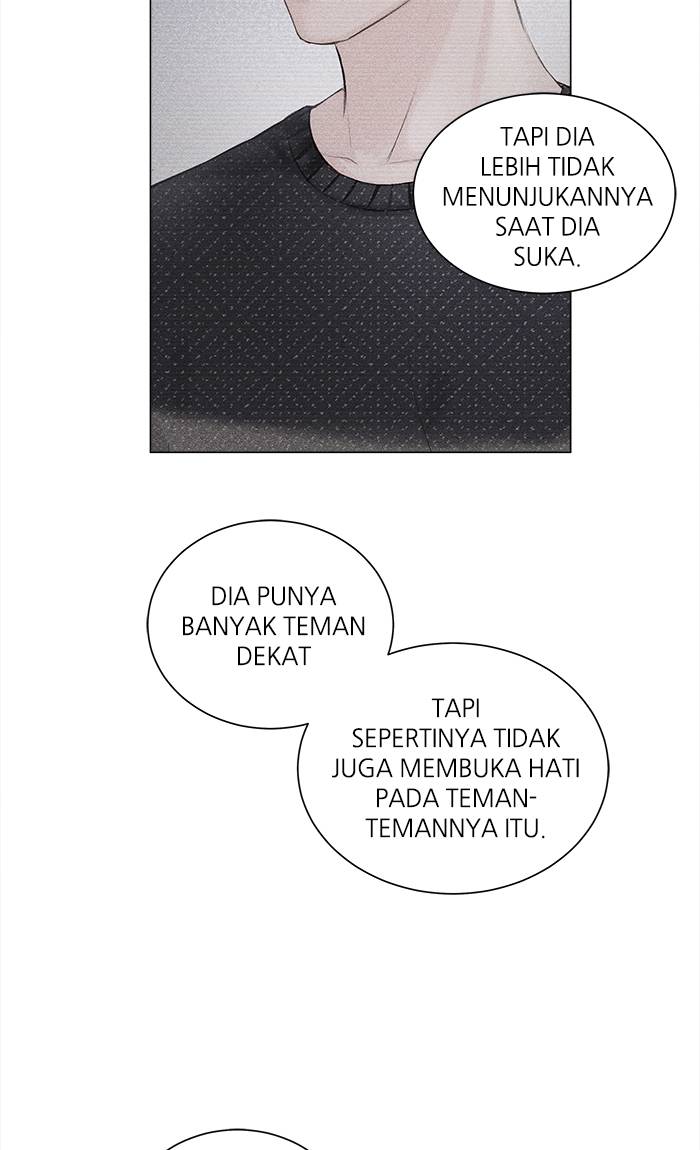 TAPI DIA
LEBIH TIDAK
MENUNJUKANNYA
SAAT DIA
SUKA.
DIA PUNYA
BANYAK TEMAN
DEKAT
TAPI
SEPERTINYA TIDAK
JUGA MEMBUKA HATI
PADA TEMAN-
TEMANNYA ITU.